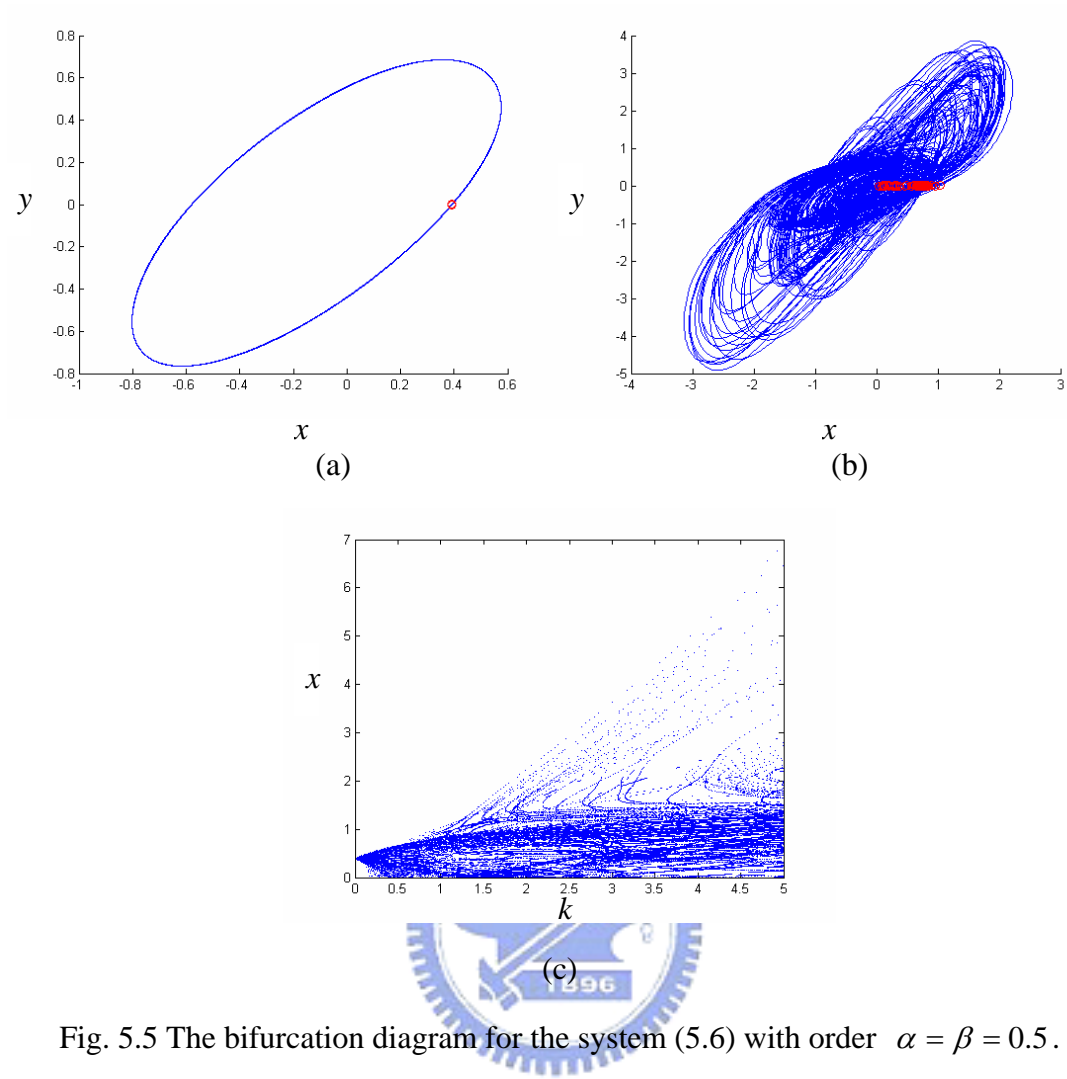 0.8
0.6
0.4
0.2
0
-0.2
-0.4
-0.6
-0.8
-1 -0.8 -0.6 -0.4 -0.2 0 0.2 0.4 0.6
y
x
(a)
4
3
2
1
0
-1
-2
-3
-4
-5
-4 -3 -2 -1 0 1 2 3
y
x
(b)
7
6
5
4
3
2
1
0
0 0.5 1 1.5 2 2.5 3 3.5 4 4.5 5
x
k
(c)
1896
Fig. 5.5 The bifurcation diagram for the system (5.6) with order α = β = 0.5.